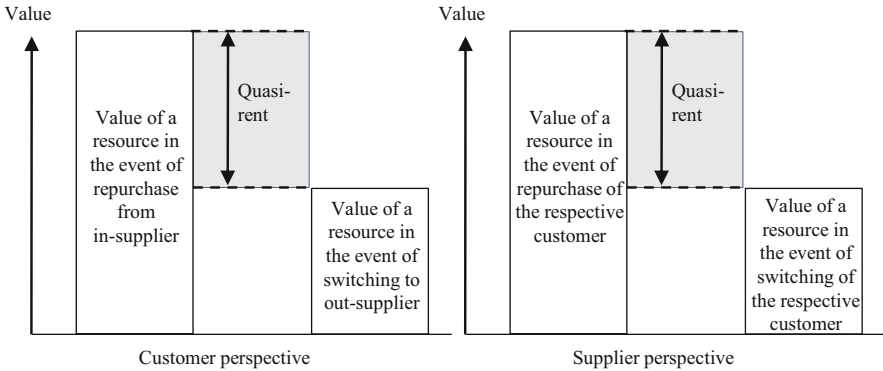 Value
Quasi-
rent
Value of a
resource in
the event of
repurchase
from
in-supplier
Value of a
resource in
the event of
switching to
out-supplier
Customer perspective
Value
Quasi-
rent
Value of a
resource in
the event of
repurchase of
the respective
customer
Value of a
resource in
the event of
switching of
the respective
customer
Supplier perspective